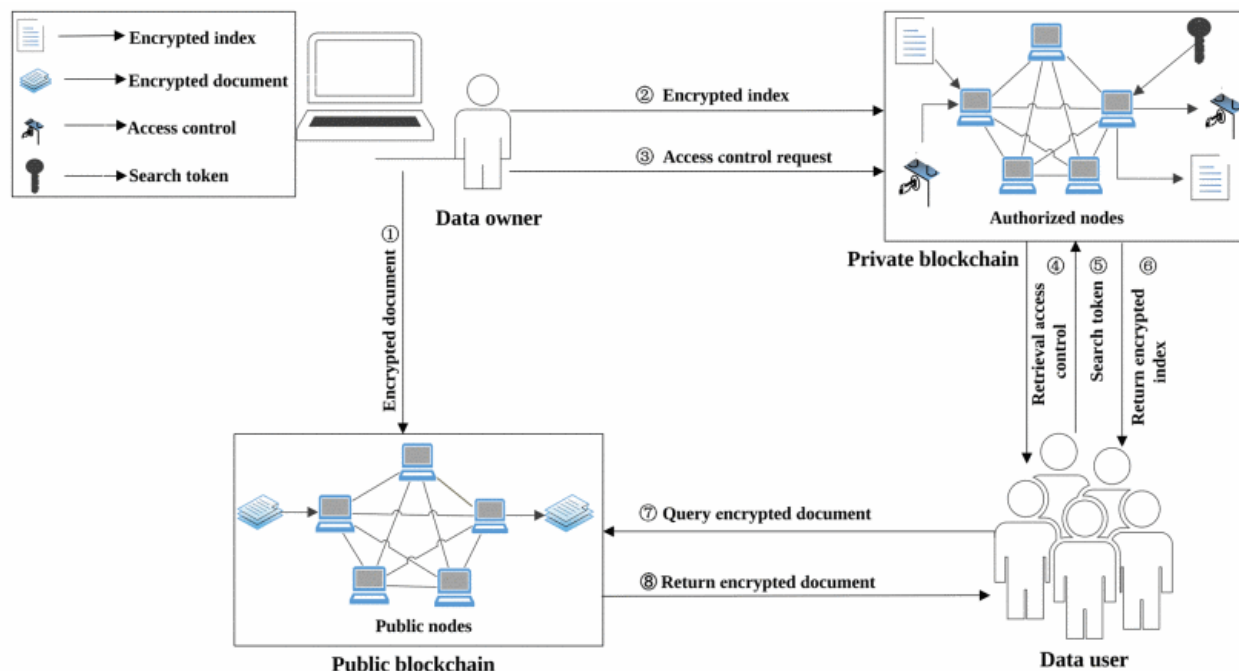 Encrypted index
Encrypted document
Access control
Search token
Data owner
② Encrypted index
③ Access control request
Authorized nodes
Private blockchain
Encrypted document ①
Retrieval access
control
④
Search token
⑤
Return encrypted
index
⑥
⑦ Query encrypted document
⑧ Return encrypted document
Public nodes
Public blockchain
Data user